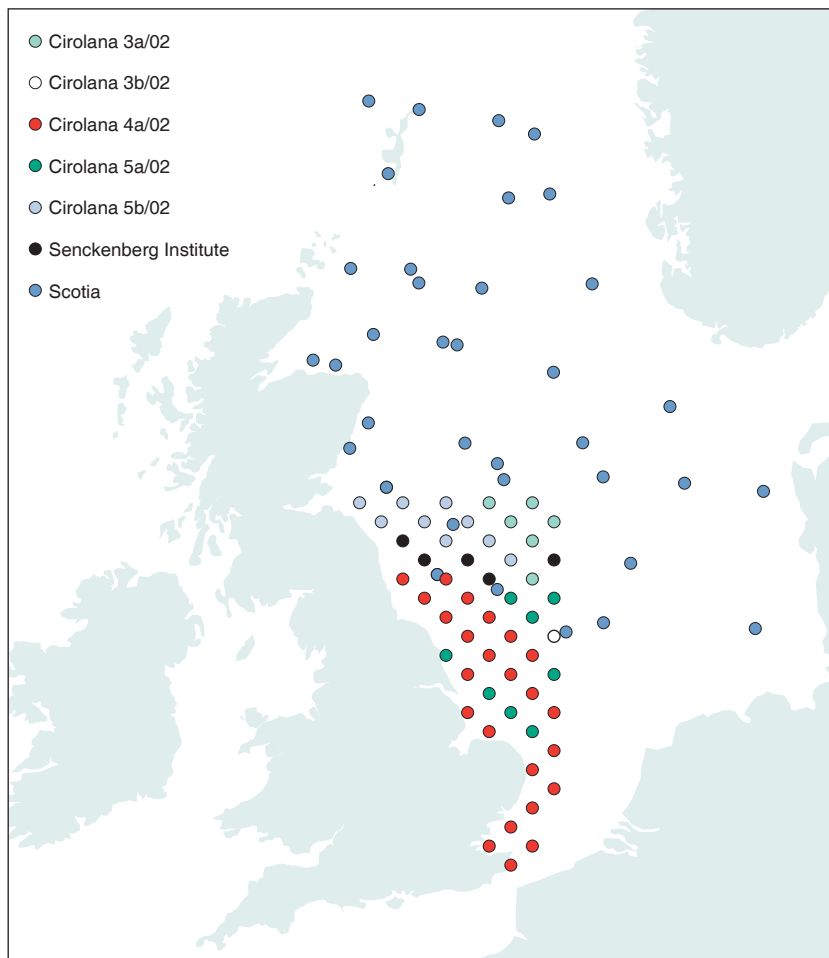 Cirolana 3a/02
Cirolana 3b/02
Cirolana 4a/02
Cirolana 5a/02
Cirolana 5b/02
Senckenberg Institute
Scotia